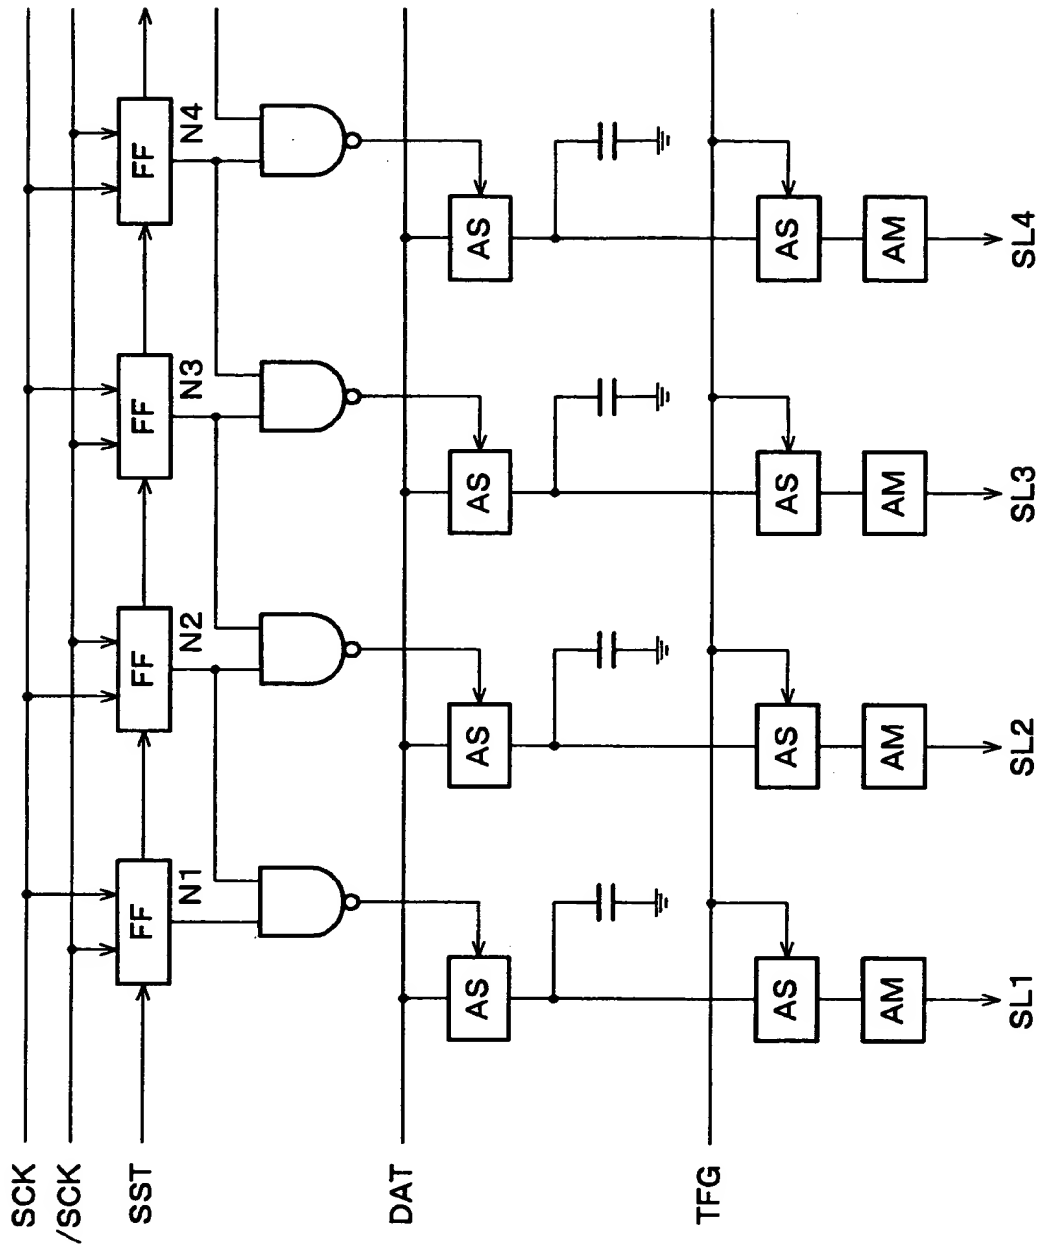 SCK
/SCK
SST
FF FF FF FF
N1 N2 N3 N4
DAT
AS AS AS AS
TFG
AS AS AS AS
AM AM AM AM
SL1 SL2 SL3 SL4